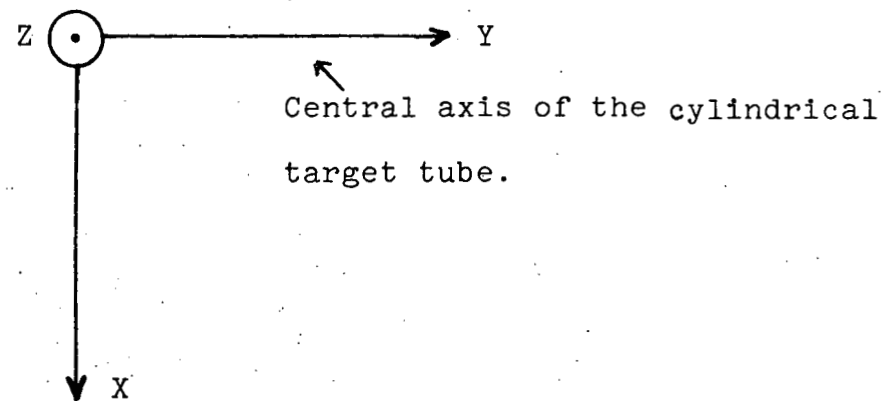 Z Y
Central axis of the cylindrical
target tube.
X